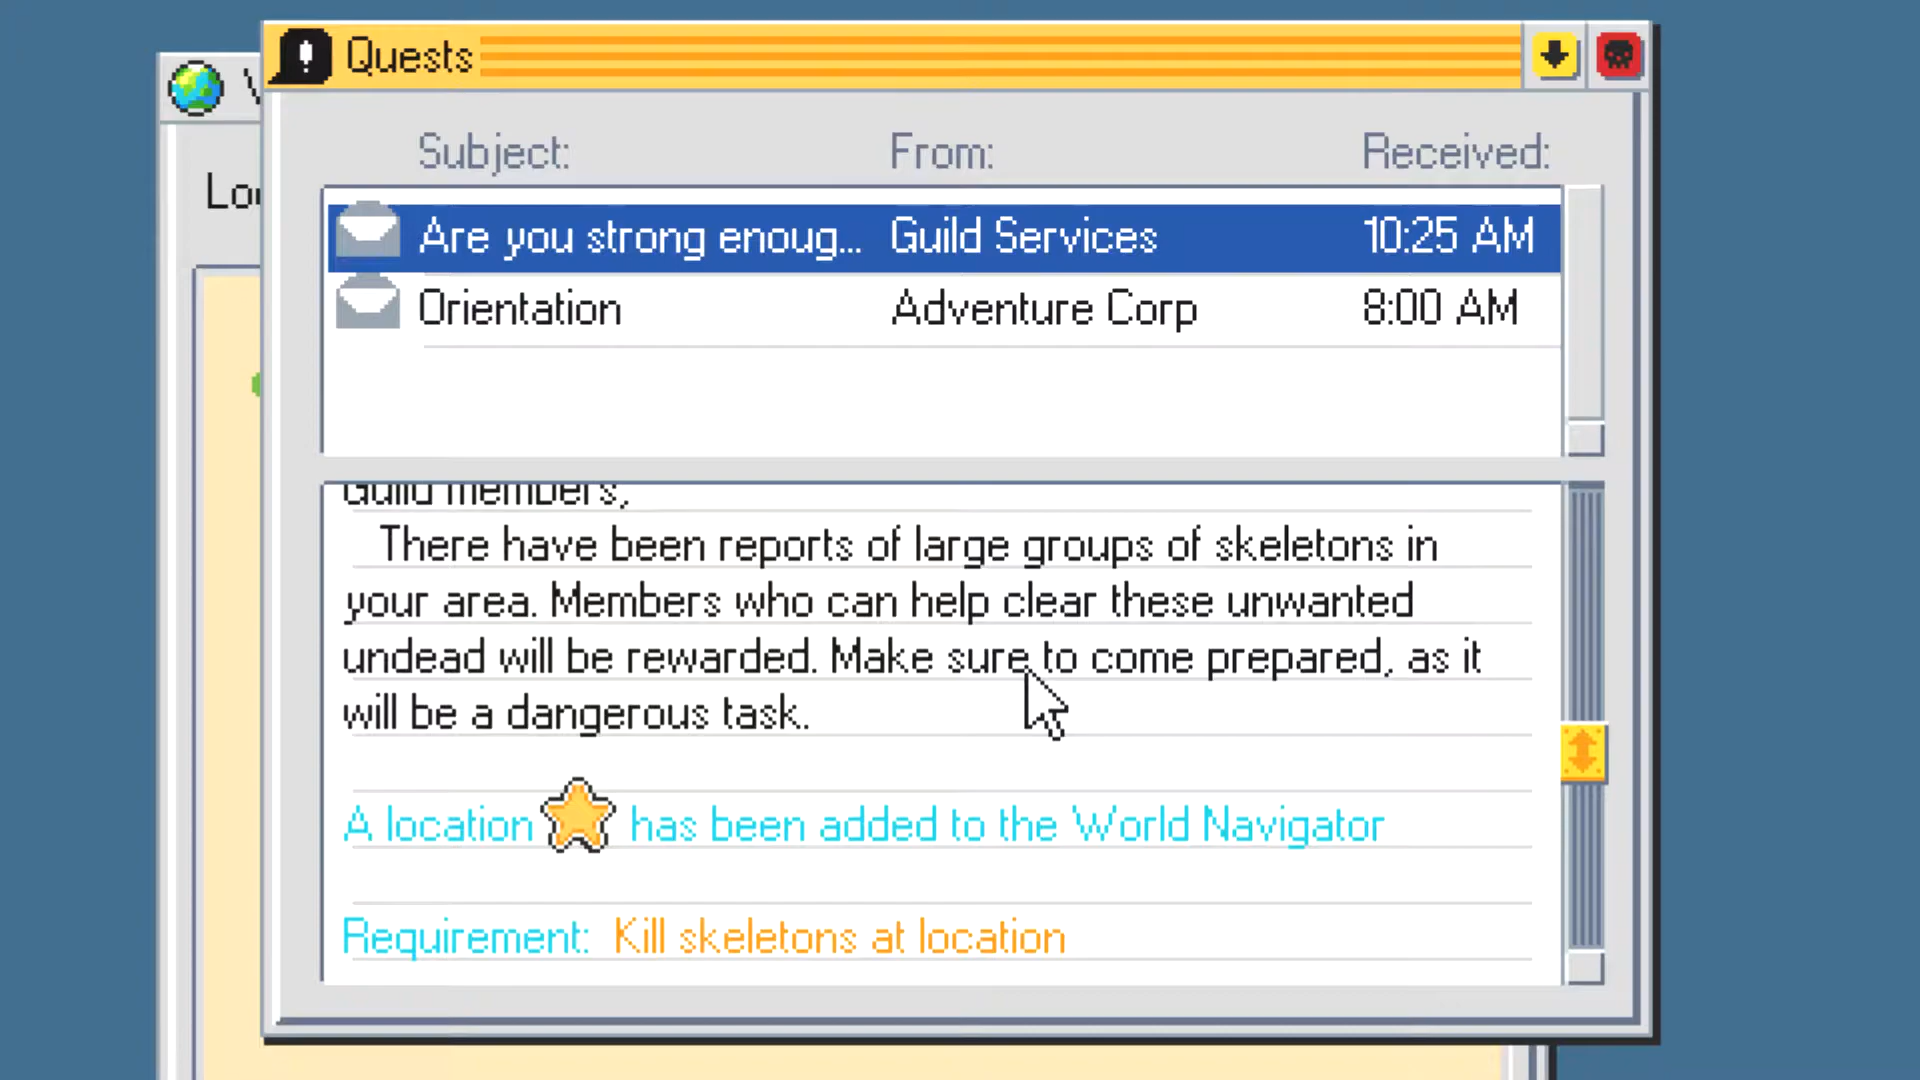 Quests
Lo
Subject: From: Received:
Are you strong enoug... Guild Services 10:25 AM
Orientation Adventure Corp 8:00 AM
Guild members,
There have been reports of large groups of skeletons in
your area. Members who can help clear these unwanted
undead will be rewarded. Make sure to come prepared, as it
will be a dangerous task.
A location has been added to the World Navigator
Requirement: Kill skeletons at location